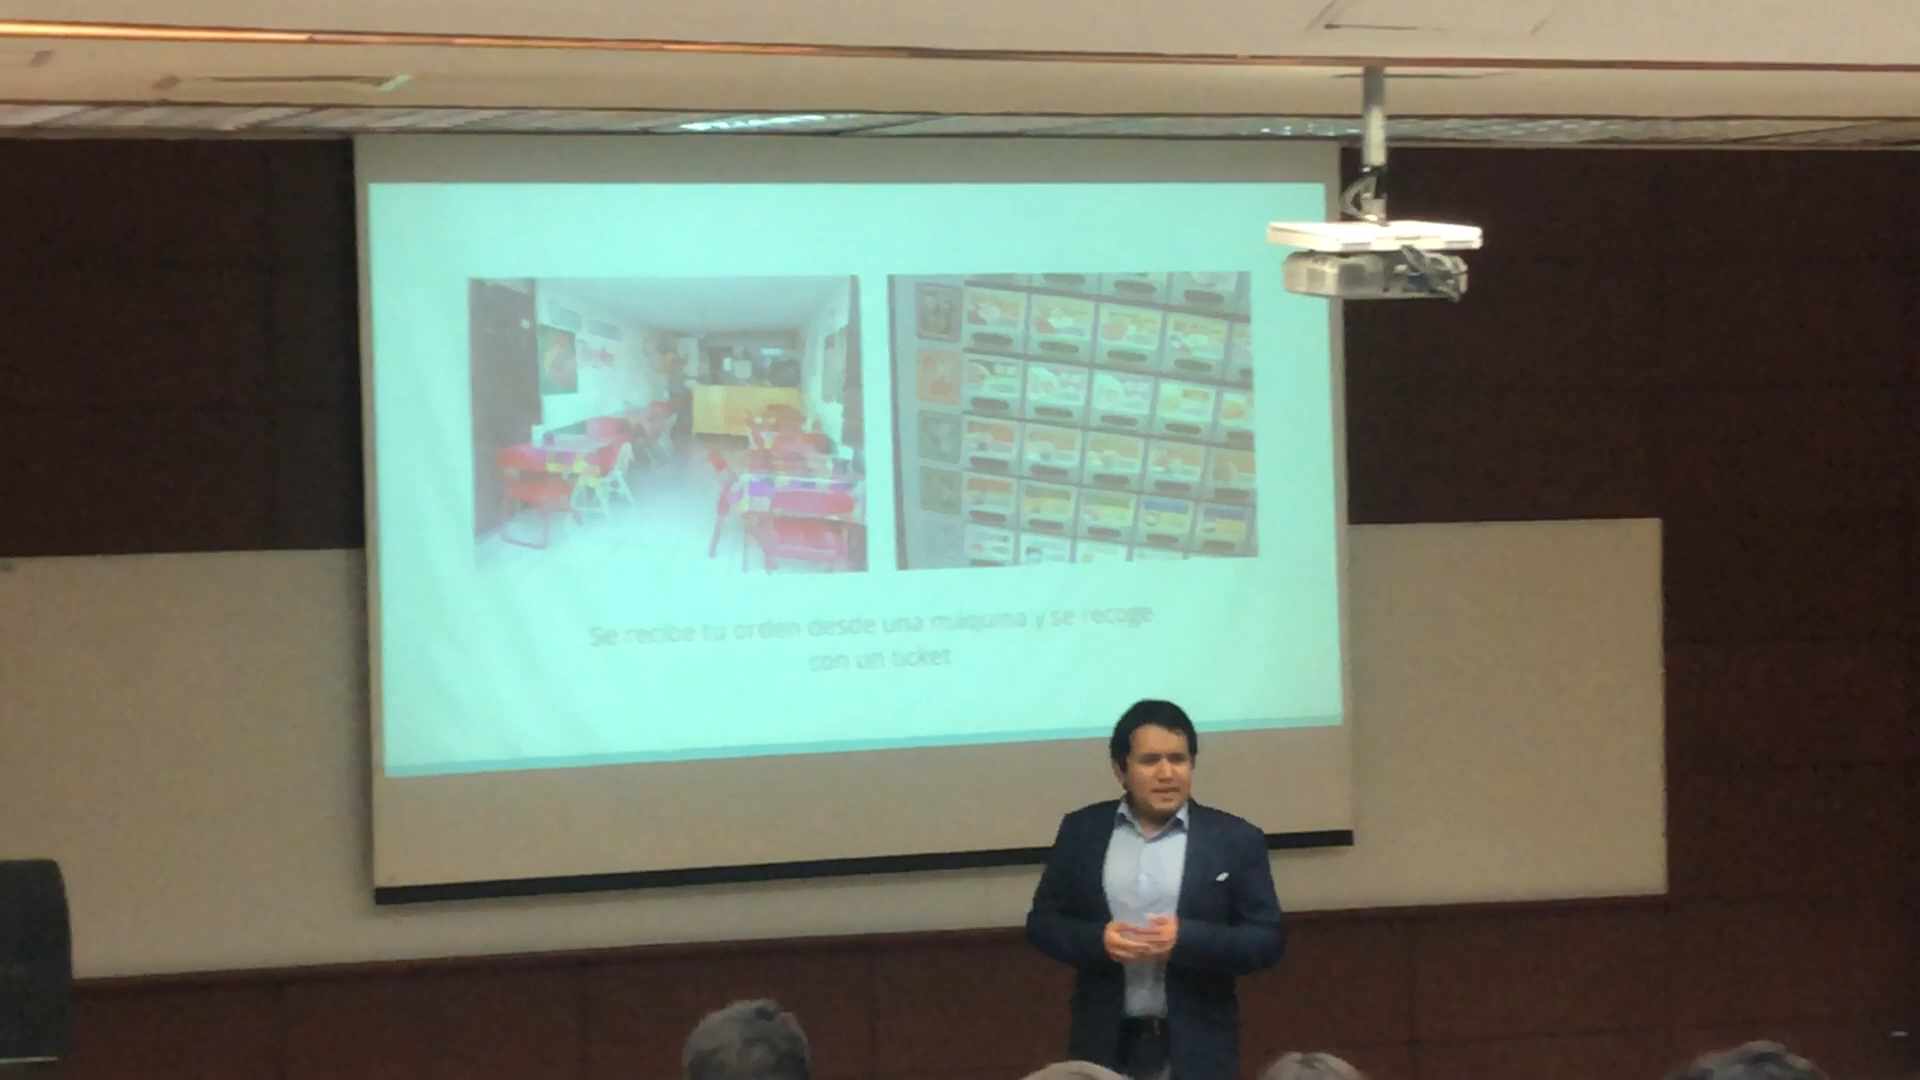 Se recibe tu orden desde una máquina y se recoge
con un ticket